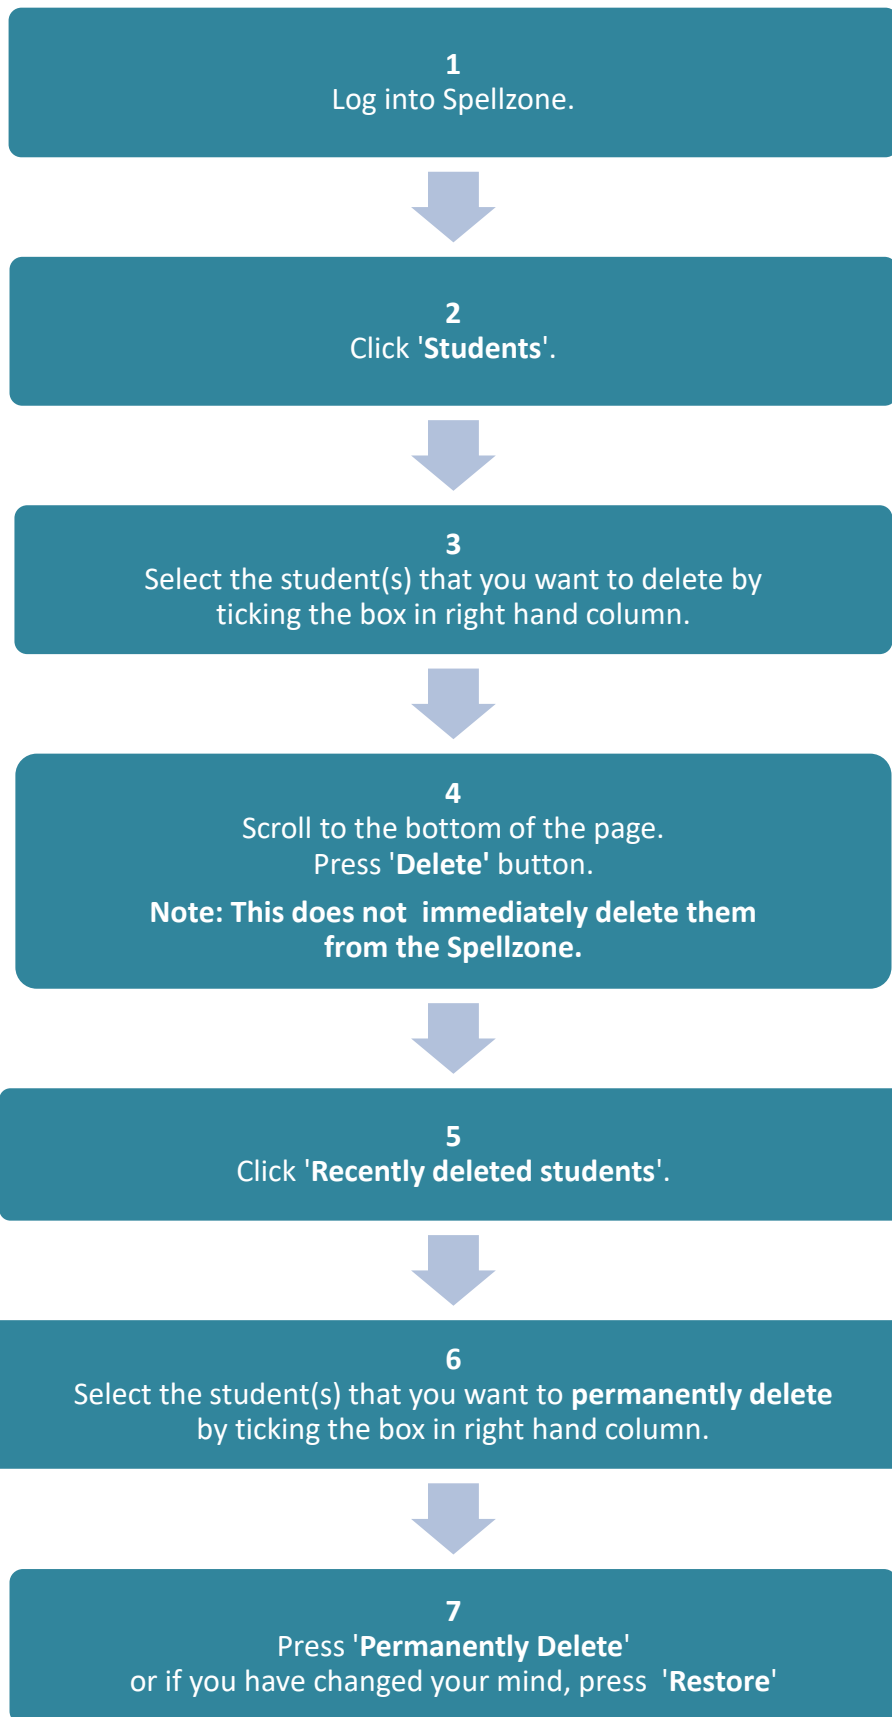 1
Log into Spellzone.
2
Click 'Students'.
3
Select the student(s) that you want to delete by
ticking the box in right hand column.
4
Scroll to the bottom of the page.
Press 'Delete' button.
Note: This does not  immediately delete them
from the Spellzone.
5
Click 'Recently deleted students'.
6
Select the student(s) that you want to permanently delete
by ticking the box in right hand column.
7
Press 'Permanently Delete'
or if you have changed your mind, press  'Restore'